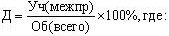 Д = Уч(межпр) / Об(всего) × 100%, где: